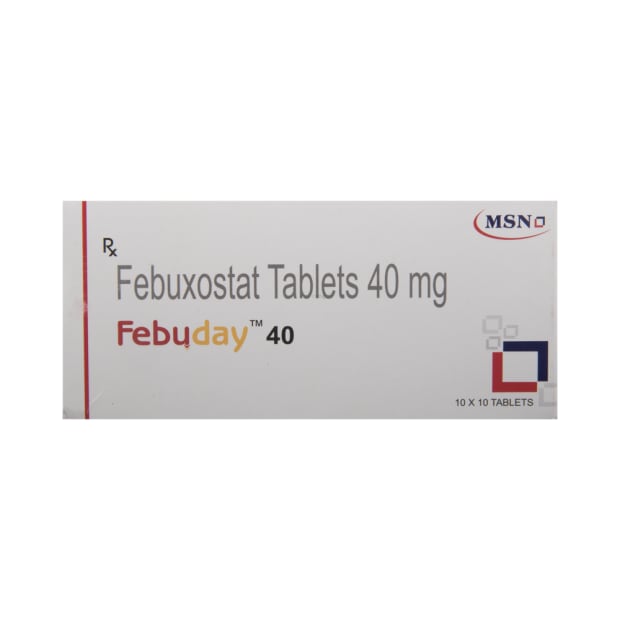 MSN
Rx
Febuxostat Tablets 40 mg
Febuday™ 40
10 X 10 TABLETS